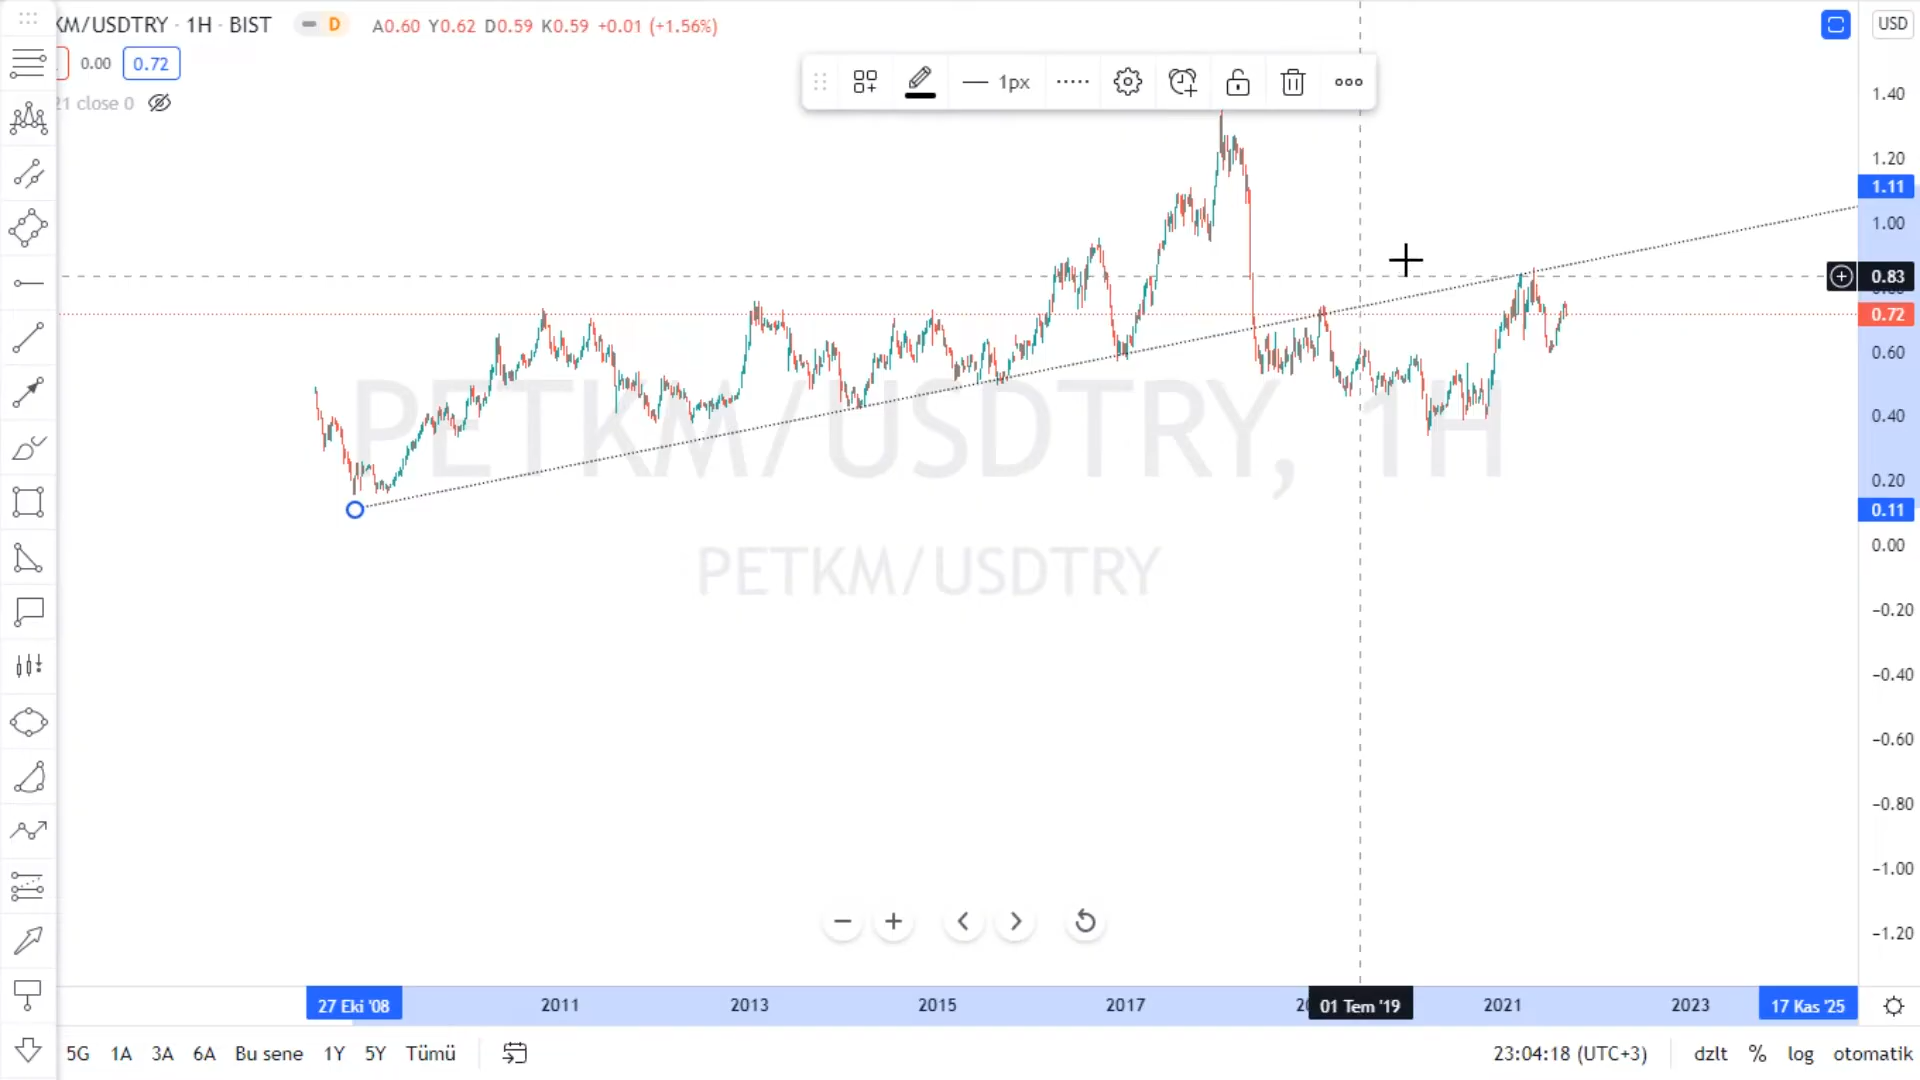 KM/USDTRY · 1H · BIST
D
A0.60 Y0.62 D0.59 K0.59 +0.01 (+1.56%)
USD
0.00
0.72
1px
21 close 0
1.40
1.20
1.11
1.00
0.83
0.72
0.60
0.40
0.20
0.11
0.00
−0.20
−0.40
−0.60
−0.80
−1.00
−1.20
PETKM/USDTRY, 1H
PETKM/USDTRY
27 Eki '08
2011
2013
2015
2017
01 Tem '19
2021
2023
17 Kas '25
5G 1A 3A 6A Bu sene 1Y 5Y Tümü
23:04:18 (UTC+3)
dzlt % log otomatik